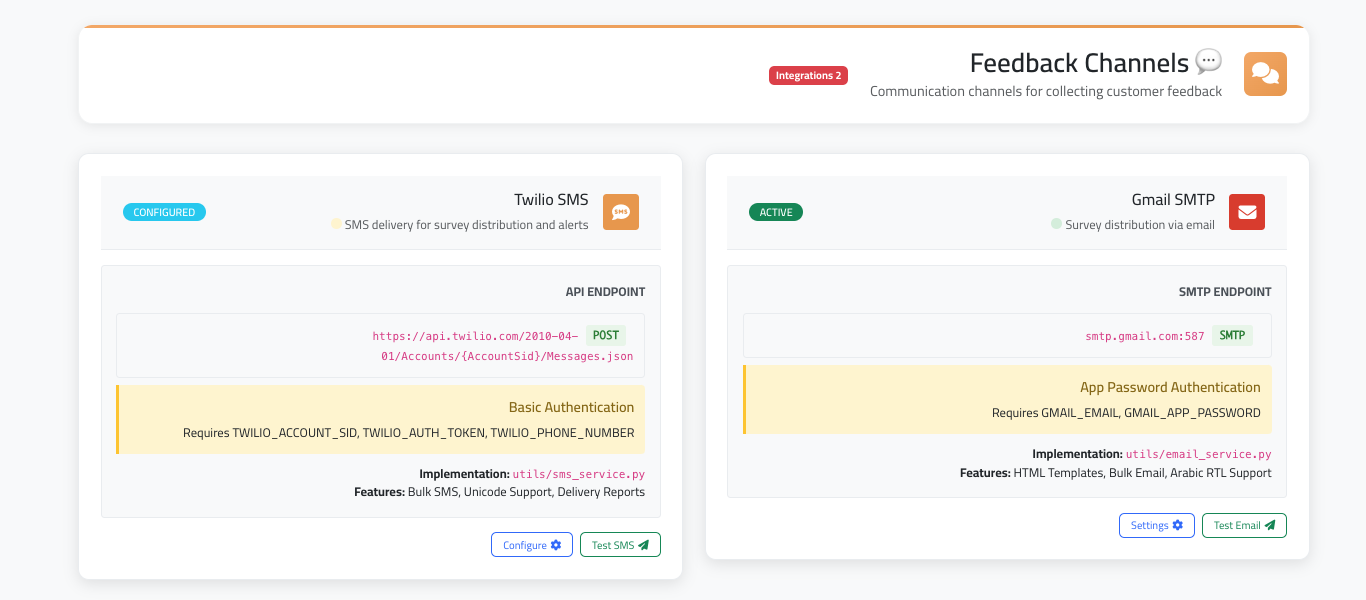 Feedback Channels 💬
Communication channels for collecting customer feedback
Integrations 2
Gmail SMTP
Survey distribution via email
ACTIVE
SMTP ENDPOINT
smtp.gmail.com:587 SMTP
App Password Authentication
Requires GMAIL_EMAIL, GMAIL_APP_PASSWORD
Implementation: utils/email_service.py
Features: HTML Templates, Bulk Email, Arabic RTL Support
Settings
Test Email
Twilio SMS
SMS
SMS delivery for survey distribution and alerts
CONFIGURED
API ENDPOINT
https://api.twilio.com/2010-04- POST
01/Accounts/{AccountSid}/Messages.json
Basic Authentication
Requires TWILIO_ACCOUNT_SID, TWILIO_AUTH_TOKEN, TWILIO_PHONE_NUMBER
Implementation: utils/sms_service.py
Features: Bulk SMS, Unicode Support, Delivery Reports
Configure
Test SMS